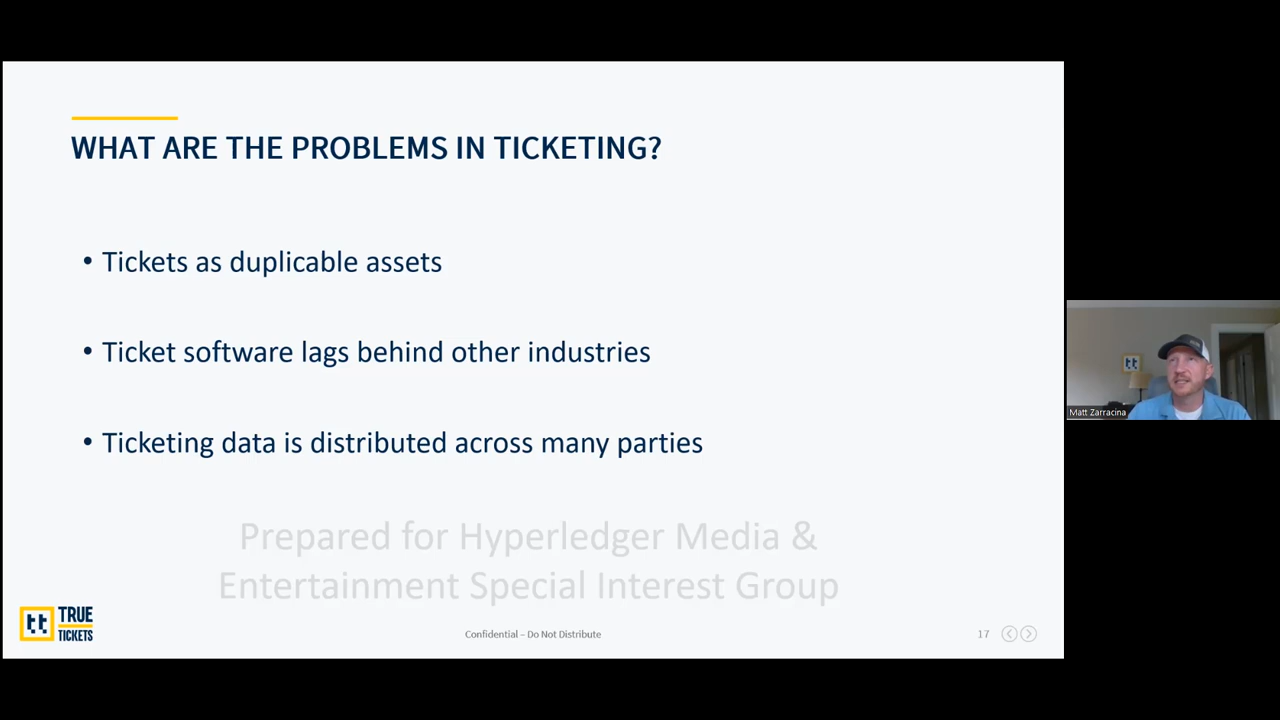 WHAT ARE THE PROBLEMS IN TICKETING?
• Tickets as duplicable assets
• Ticket software lags behind other industries
• Ticketing data is distributed across many parties
Prepared for Hyperledger Media &
Entertainment Special Interest Group
tt TRUE
TICKETS
Confidential – Do Not Distribute
17
tt
Matt Zarracina